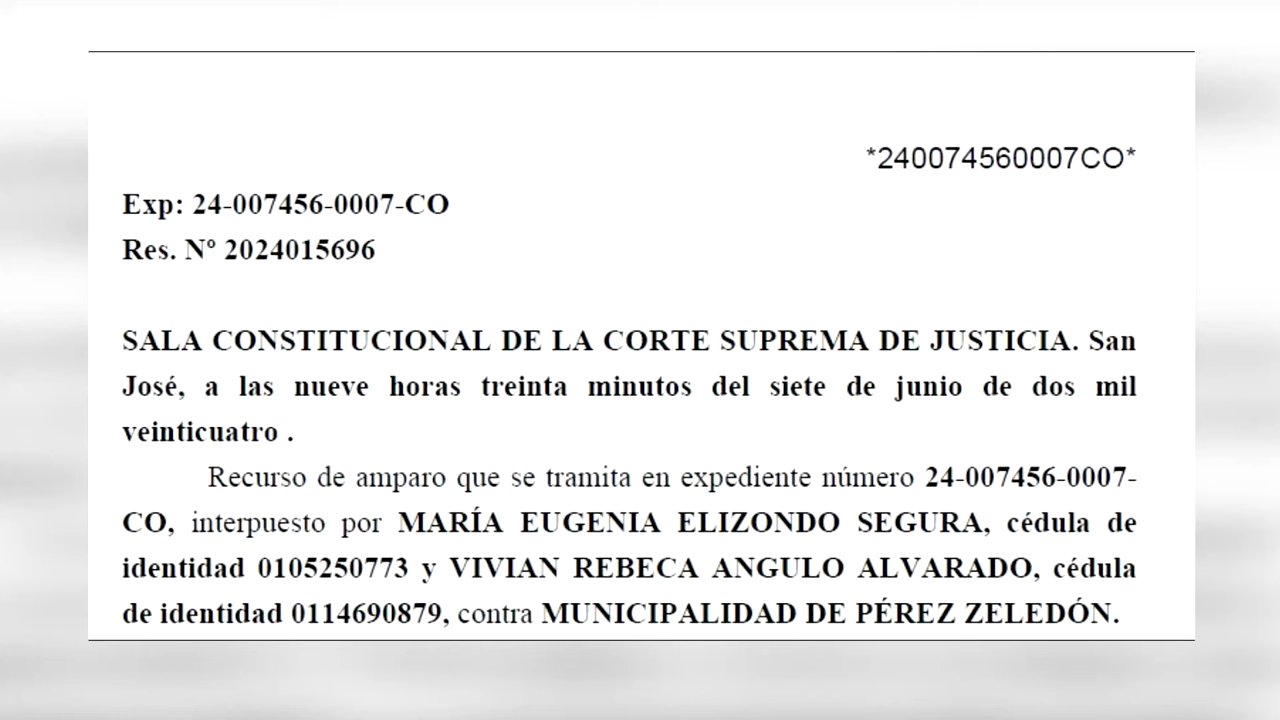 *240074560007CO*
Exp: 24-007456-0007-CO
Res. Nº 2024015696
SALA CONSTITUCIONAL DE LA CORTE SUPREMA DE JUSTICIA. San
José, a las nueve horas treinta minutos del siete de junio de dos mil
veinticuatro .
Recurso de amparo que se tramita en expediente número 24-007456-0007-
CO, interpuesto por MARÍA EUGENIA ELIZONDO SEGURA, cédula de
identidad 0105250773 y VIVIAN REBECA ANGULO ALVARADO, cédula
de identidad 0114690879, contra MUNICIPALIDAD DE PÉREZ ZELEDÓN.